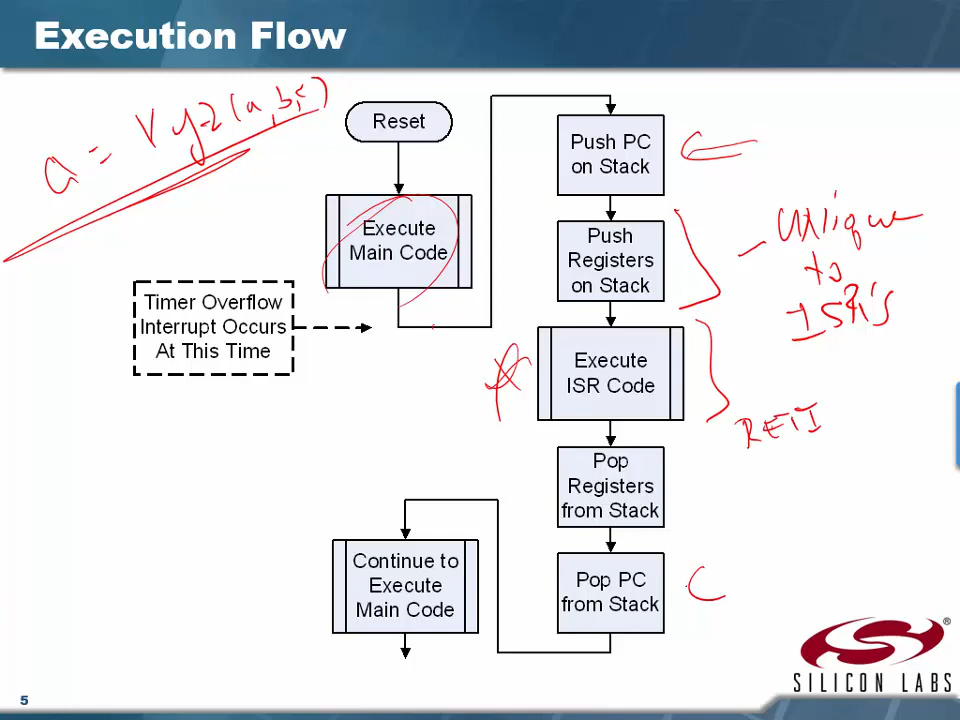 Execution Flow
a = xyz (a, b, c)
Reset
Execute
Main Code
Timer Overflow
Interrupt Occurs
At This Time
Push PC
on Stack
Push
Registers
on Stack
- unique
to
ISR's
Execute
ISR Code
RETI
Pop
Registers
from Stack
Pop PC
from Stack
Continue to
Execute
Main Code
SILICON LABS
®
5